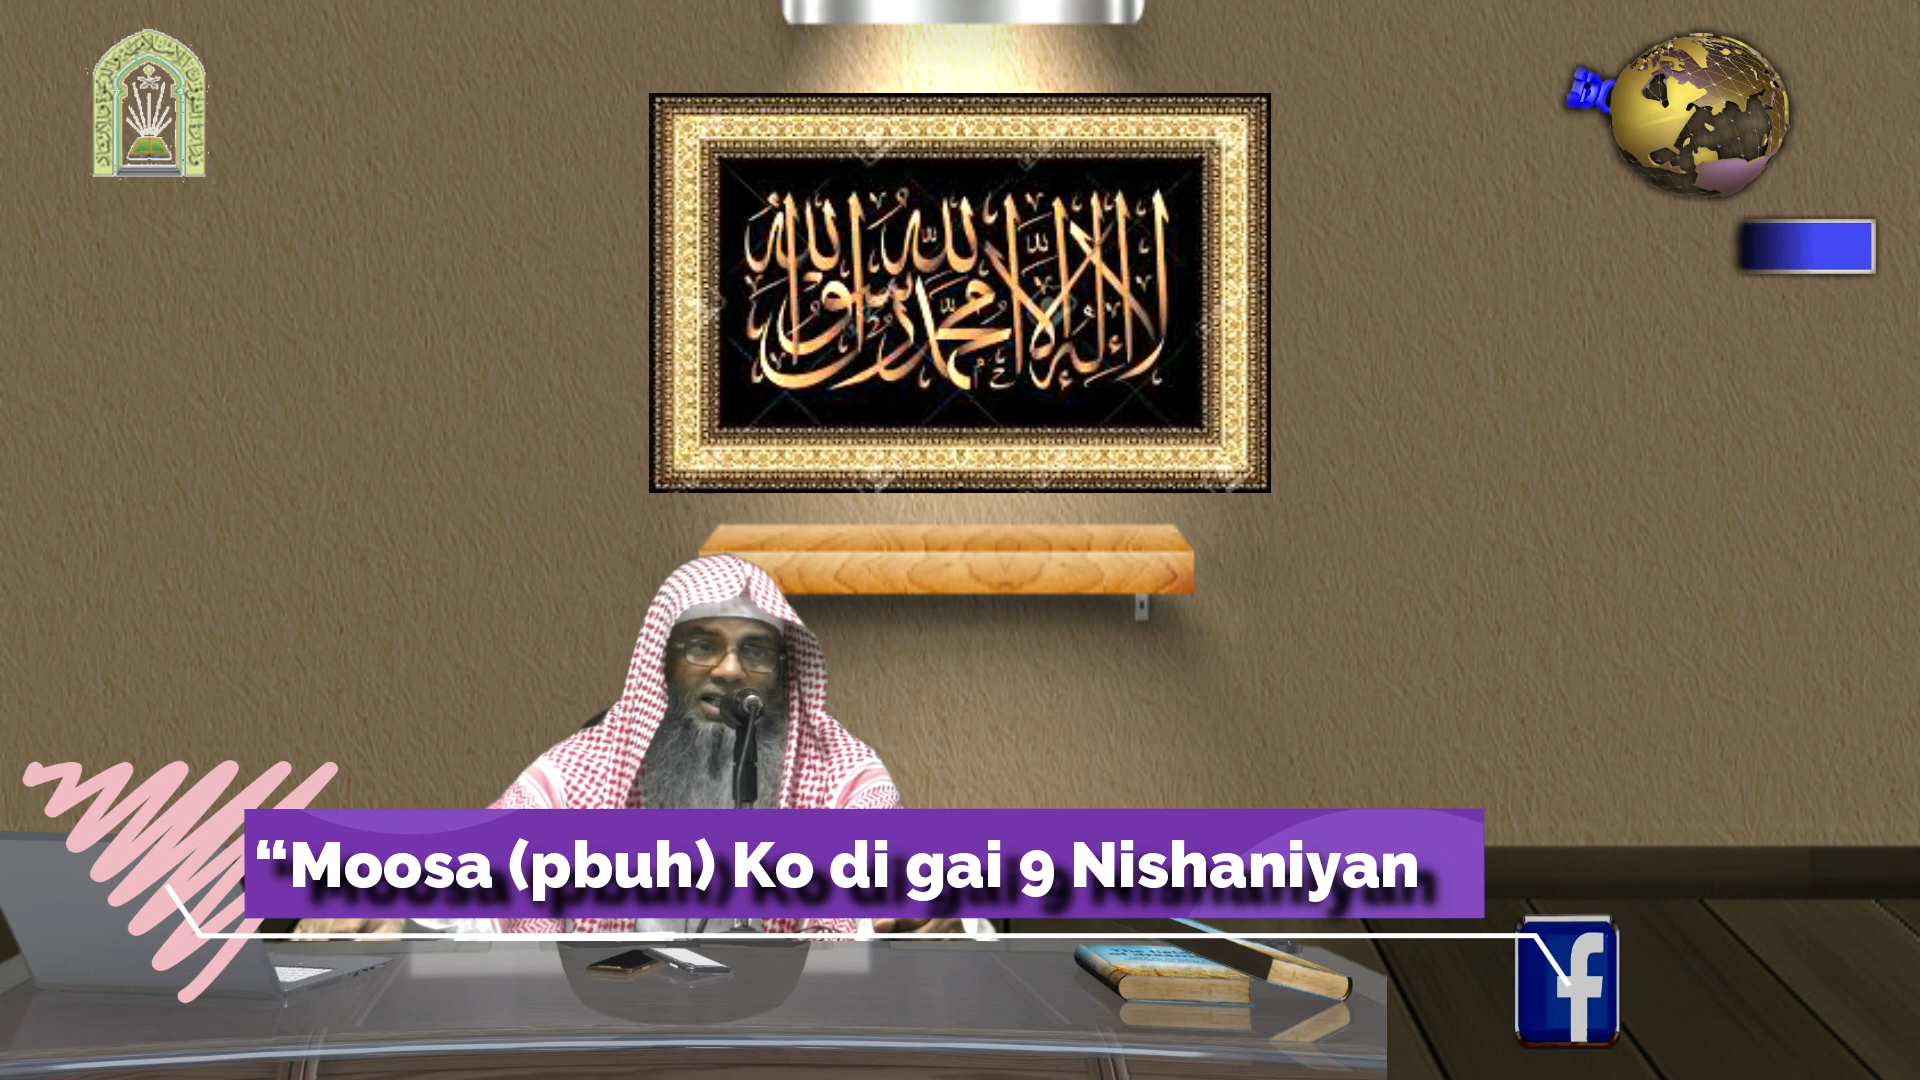 لا إله إلا الله محمد رسول الله
“Moosa (pbuh) Ko di gai 9 Nishaniyan